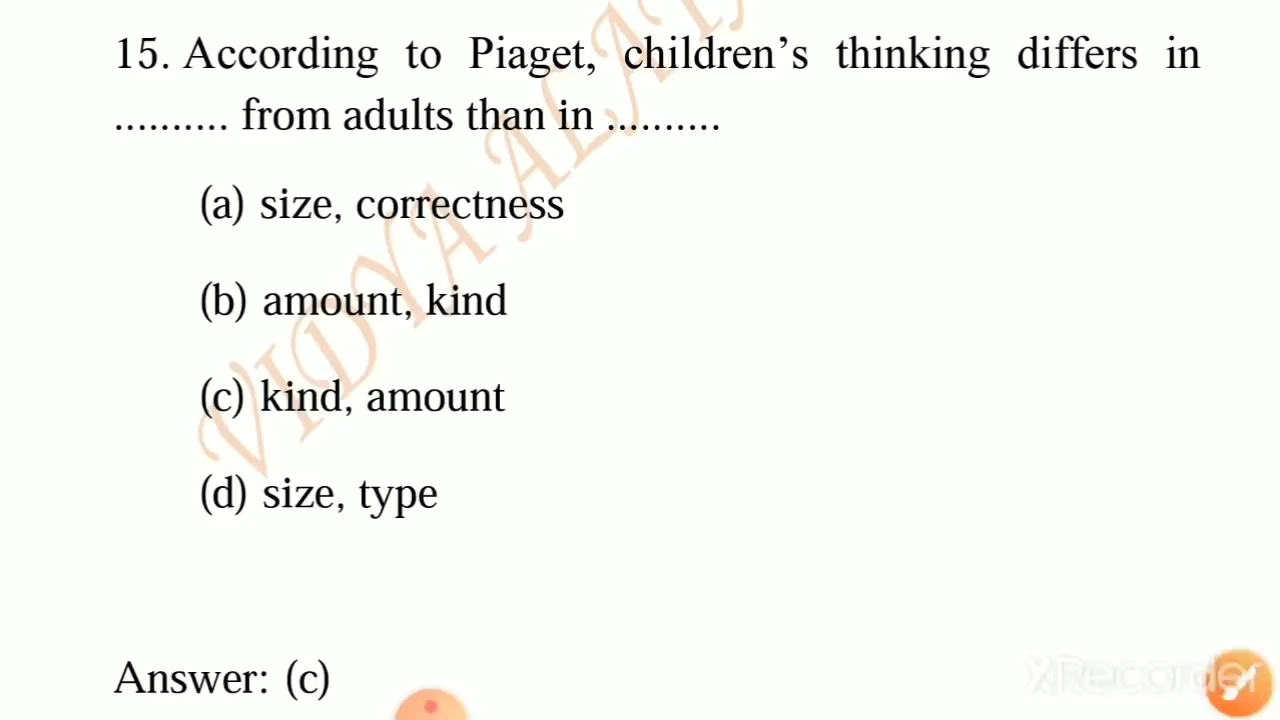 15. According to Piaget, children’s thinking differs in
.......... from adults than in ..........
(a) size, correctness
(b) amount, kind
(c) kind, amount
(d) size, type
Answer: (c)
XRecorder